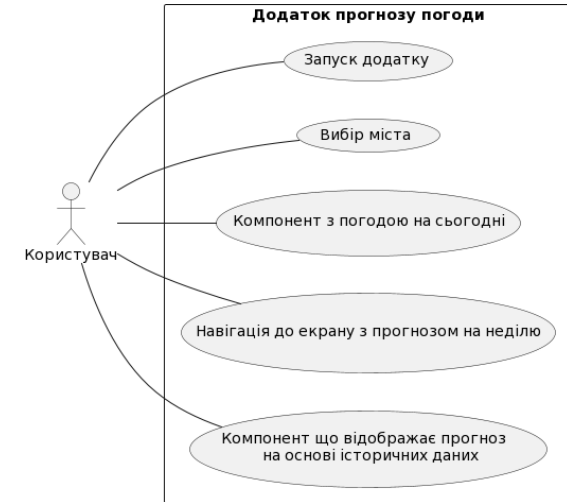 Додаток прогнозу погоди
Запуск додатку
Вибір міста
Компонент з погодою на сьогодні
Користувач
Навігація до екрану з прогнозом на неділю
Компонент що відображає прогноз
на основі історичних даних